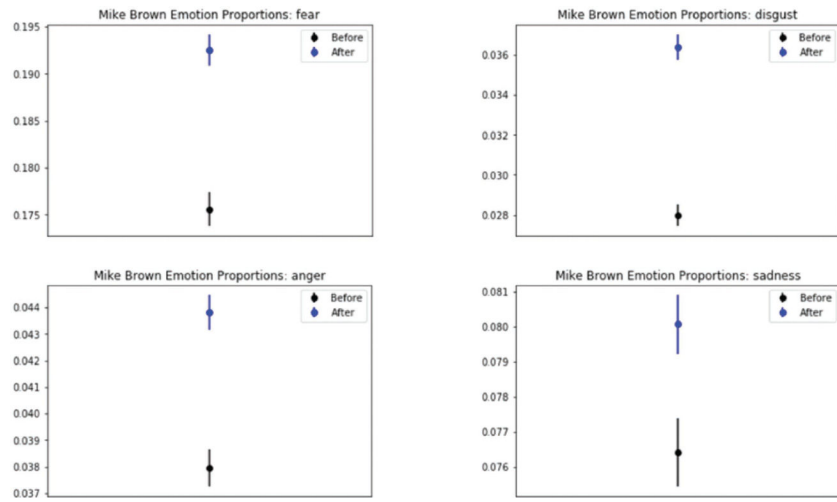 Mike Brown Emotion Proportions: fear
0.195
0.190
0.185
0.180
0.175
Before
After
Mike Brown Emotion Proportions: disgust
0.036
0.034
0.032
0.030
0.028
Before
After
Mike Brown Emotion Proportions: anger
0.044
0.043
0.042
0.041
0.040
0.039
0.038
0.037
Before
After
Mike Brown Emotion Proportions: sadness
0.081
0.080
0.079
0.078
0.077
0.076
Before
After